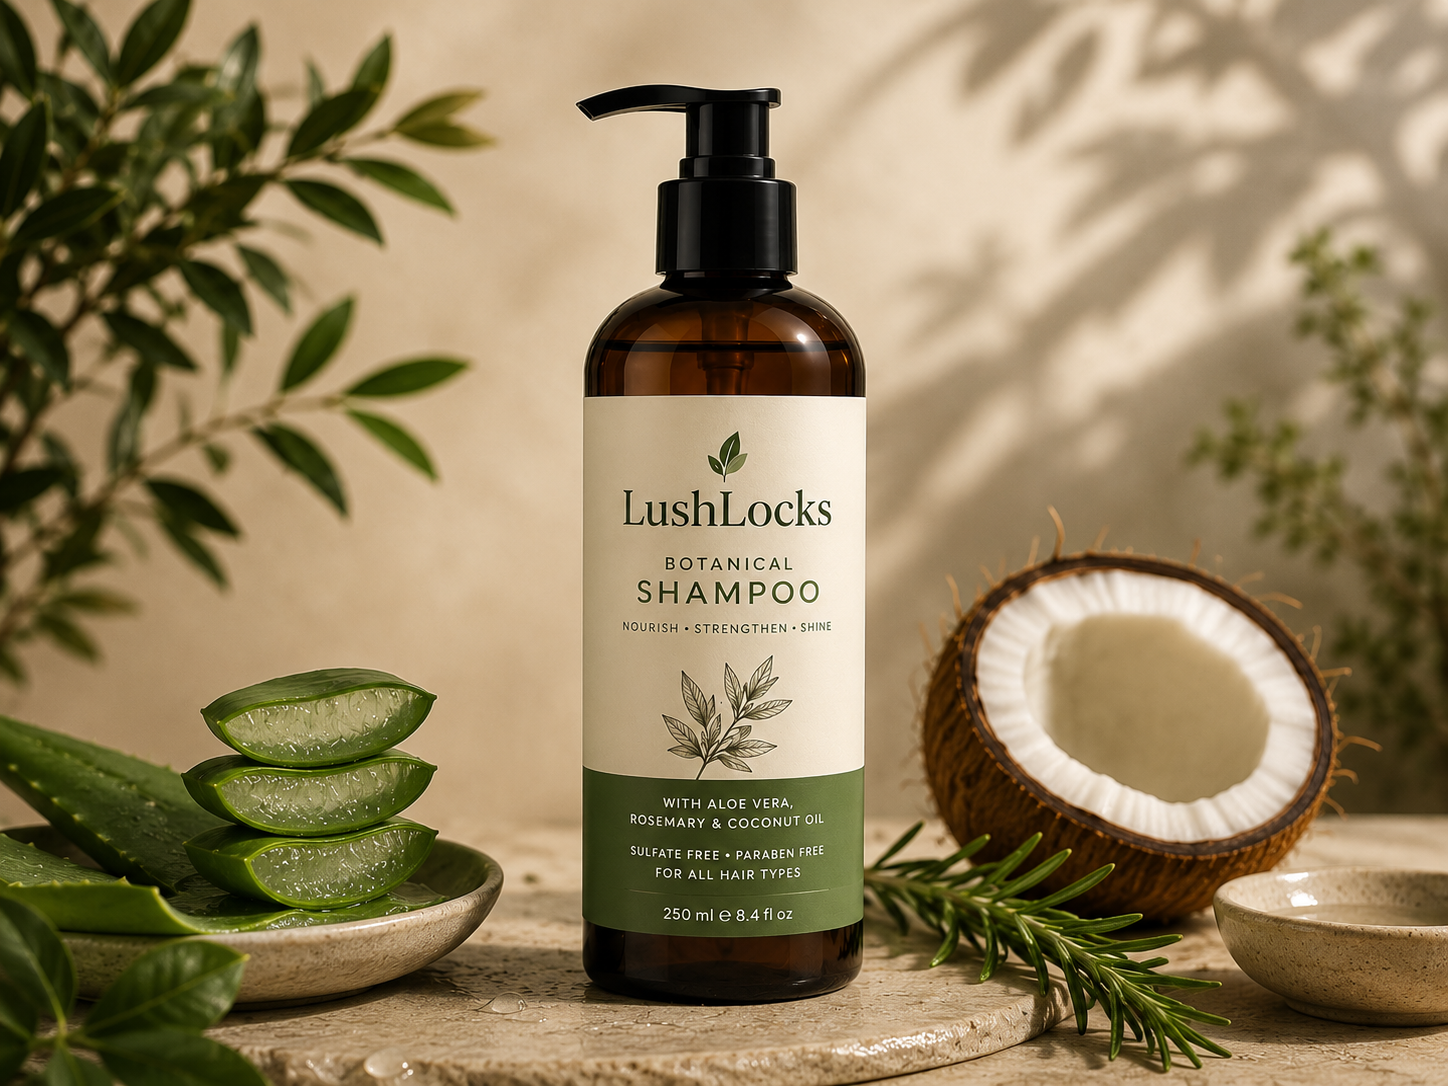 LushLocks
BOTANICAL
SHAMPOO
NOURISH • STRENGTHEN • SHINE
WITH ALOE VERA,
ROSEMARY & COCONUT OIL
SULFATE FREE • PARABEN FREE
FOR ALL HAIR TYPES
250 ml ℮ 8.4 fl oz